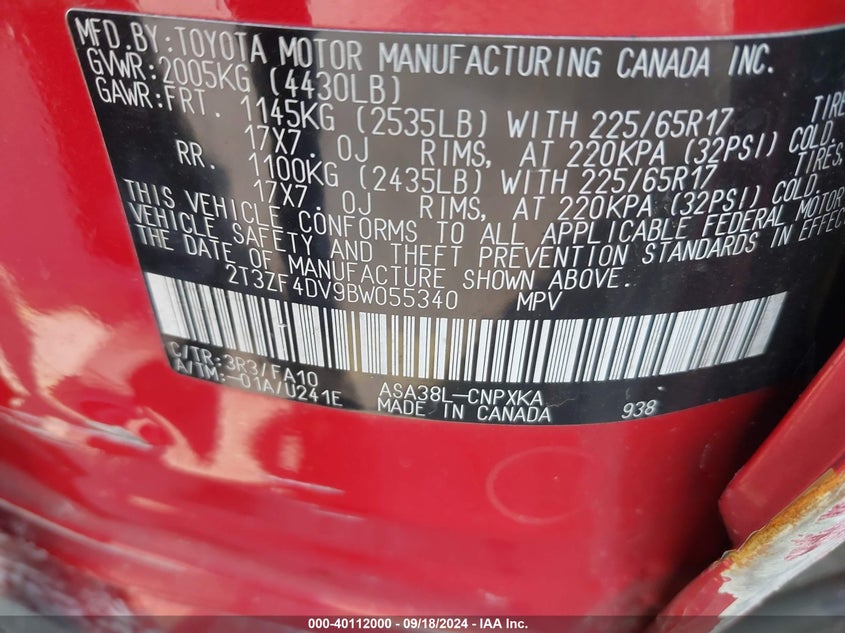 MFD.BY:TOYOTA MOTOR MANUFACTURING CANADA INC.
GVWR:2005KG (4430LB)
GAWR:FRT. 1145KG (2535LB) WITH 225/65R17 TIRE
17X7. 0J RIMS, AT 220KPA (32PSI) COLD.
RR. 1100KG (2435LB) WITH 225/65R17 TIRES,
17X7. 0J RIMS, AT 220KPA (32PSI) COLD.
THIS VEHICLE CONFORMS TO ALL APPLICABLE FEDERAL MOTOR
VEHICLE SAFETY AND THEFT PREVENTION STANDARDS IN EFFEC
THE DATE OF MANUFACTURE SHOWN ABOVE.
2T3ZF4DV9BW055340 MPV
C/TR:3R3/FA10 ASA38L-CNPXKA
A/TM:-01A/U241E MADE IN CANADA 938
000-40112000 - 09/18/2024 - IAA Inc.